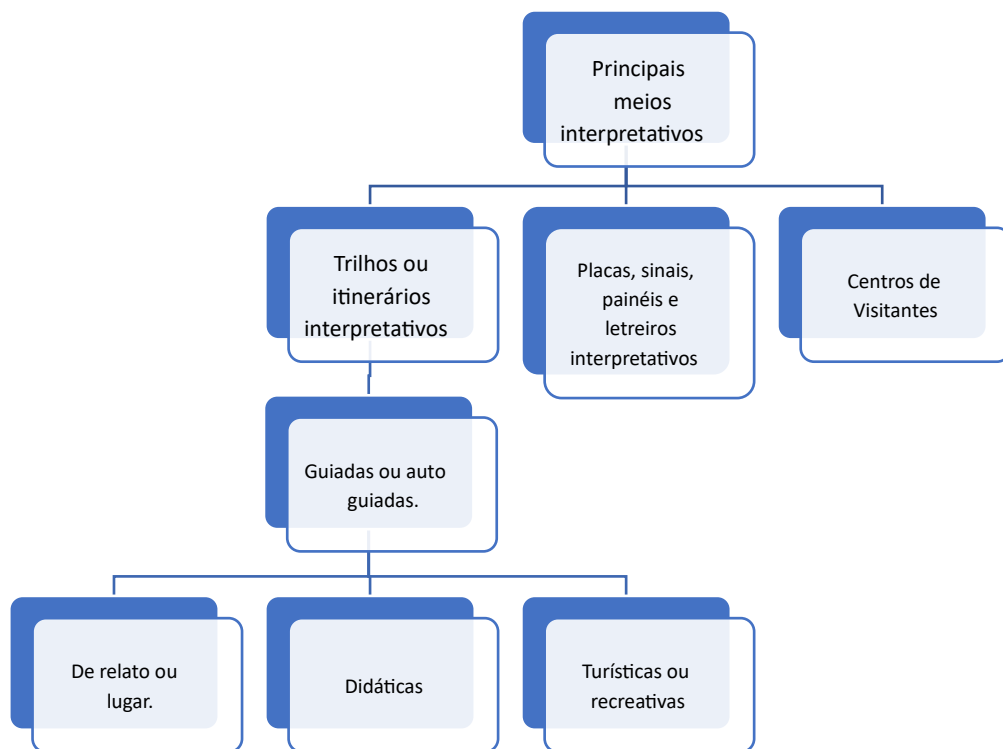 Principais
meios
interpretativos
Trilhos ou
itinerários
interpretativos
Placas, sinais,
painéis e
letreiros
interpretativos
Centros de
Visitantes
Guiadas ou auto
guiadas.
De relato ou
lugar.
Didáticas
Turísticas ou
recreativas